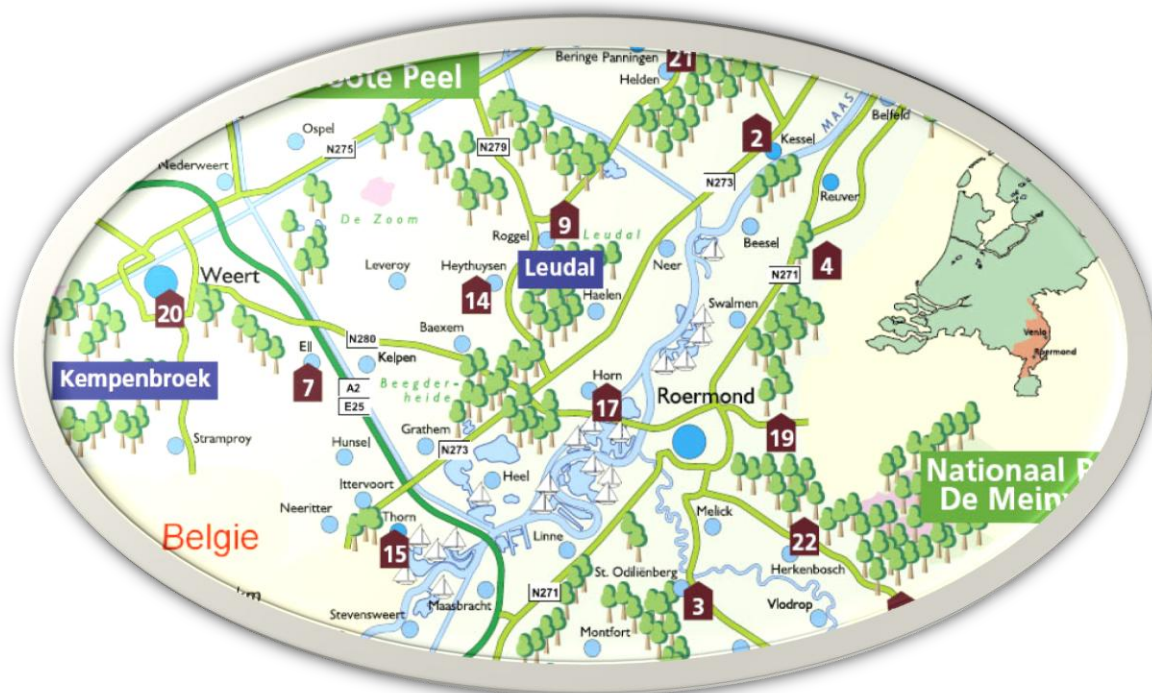 Beringe Panningen
21
Helden
oote Peel
Ospel
N275
N279
2
Kessel
MAAS
Belfeld
Nederweert
N273
Reuver
De Zoom
9
Roggel
Leudal
Beesel
Neer
4
Weert
Leveroy
Heythuysen
Leudal
N271
14
Haelen
Swalmen
20
Baexem
N280
Ell
Kelpen
Venlo
Roermond
Kempenbroek
7
A2
E25
Beegder-
heide
Horn
17
Roermond
Stramproy
Hunsel
Grathem
N273
19
Heel
Nationaal P
De Mein
Ittervoort
Neeritter
Thorn
Belgie
15
Linne
Melick
22
Herkenbosch
St. Odiliënberg
km
Stevensweert
Maasbracht
N271
3
Vlodrop
Montfort